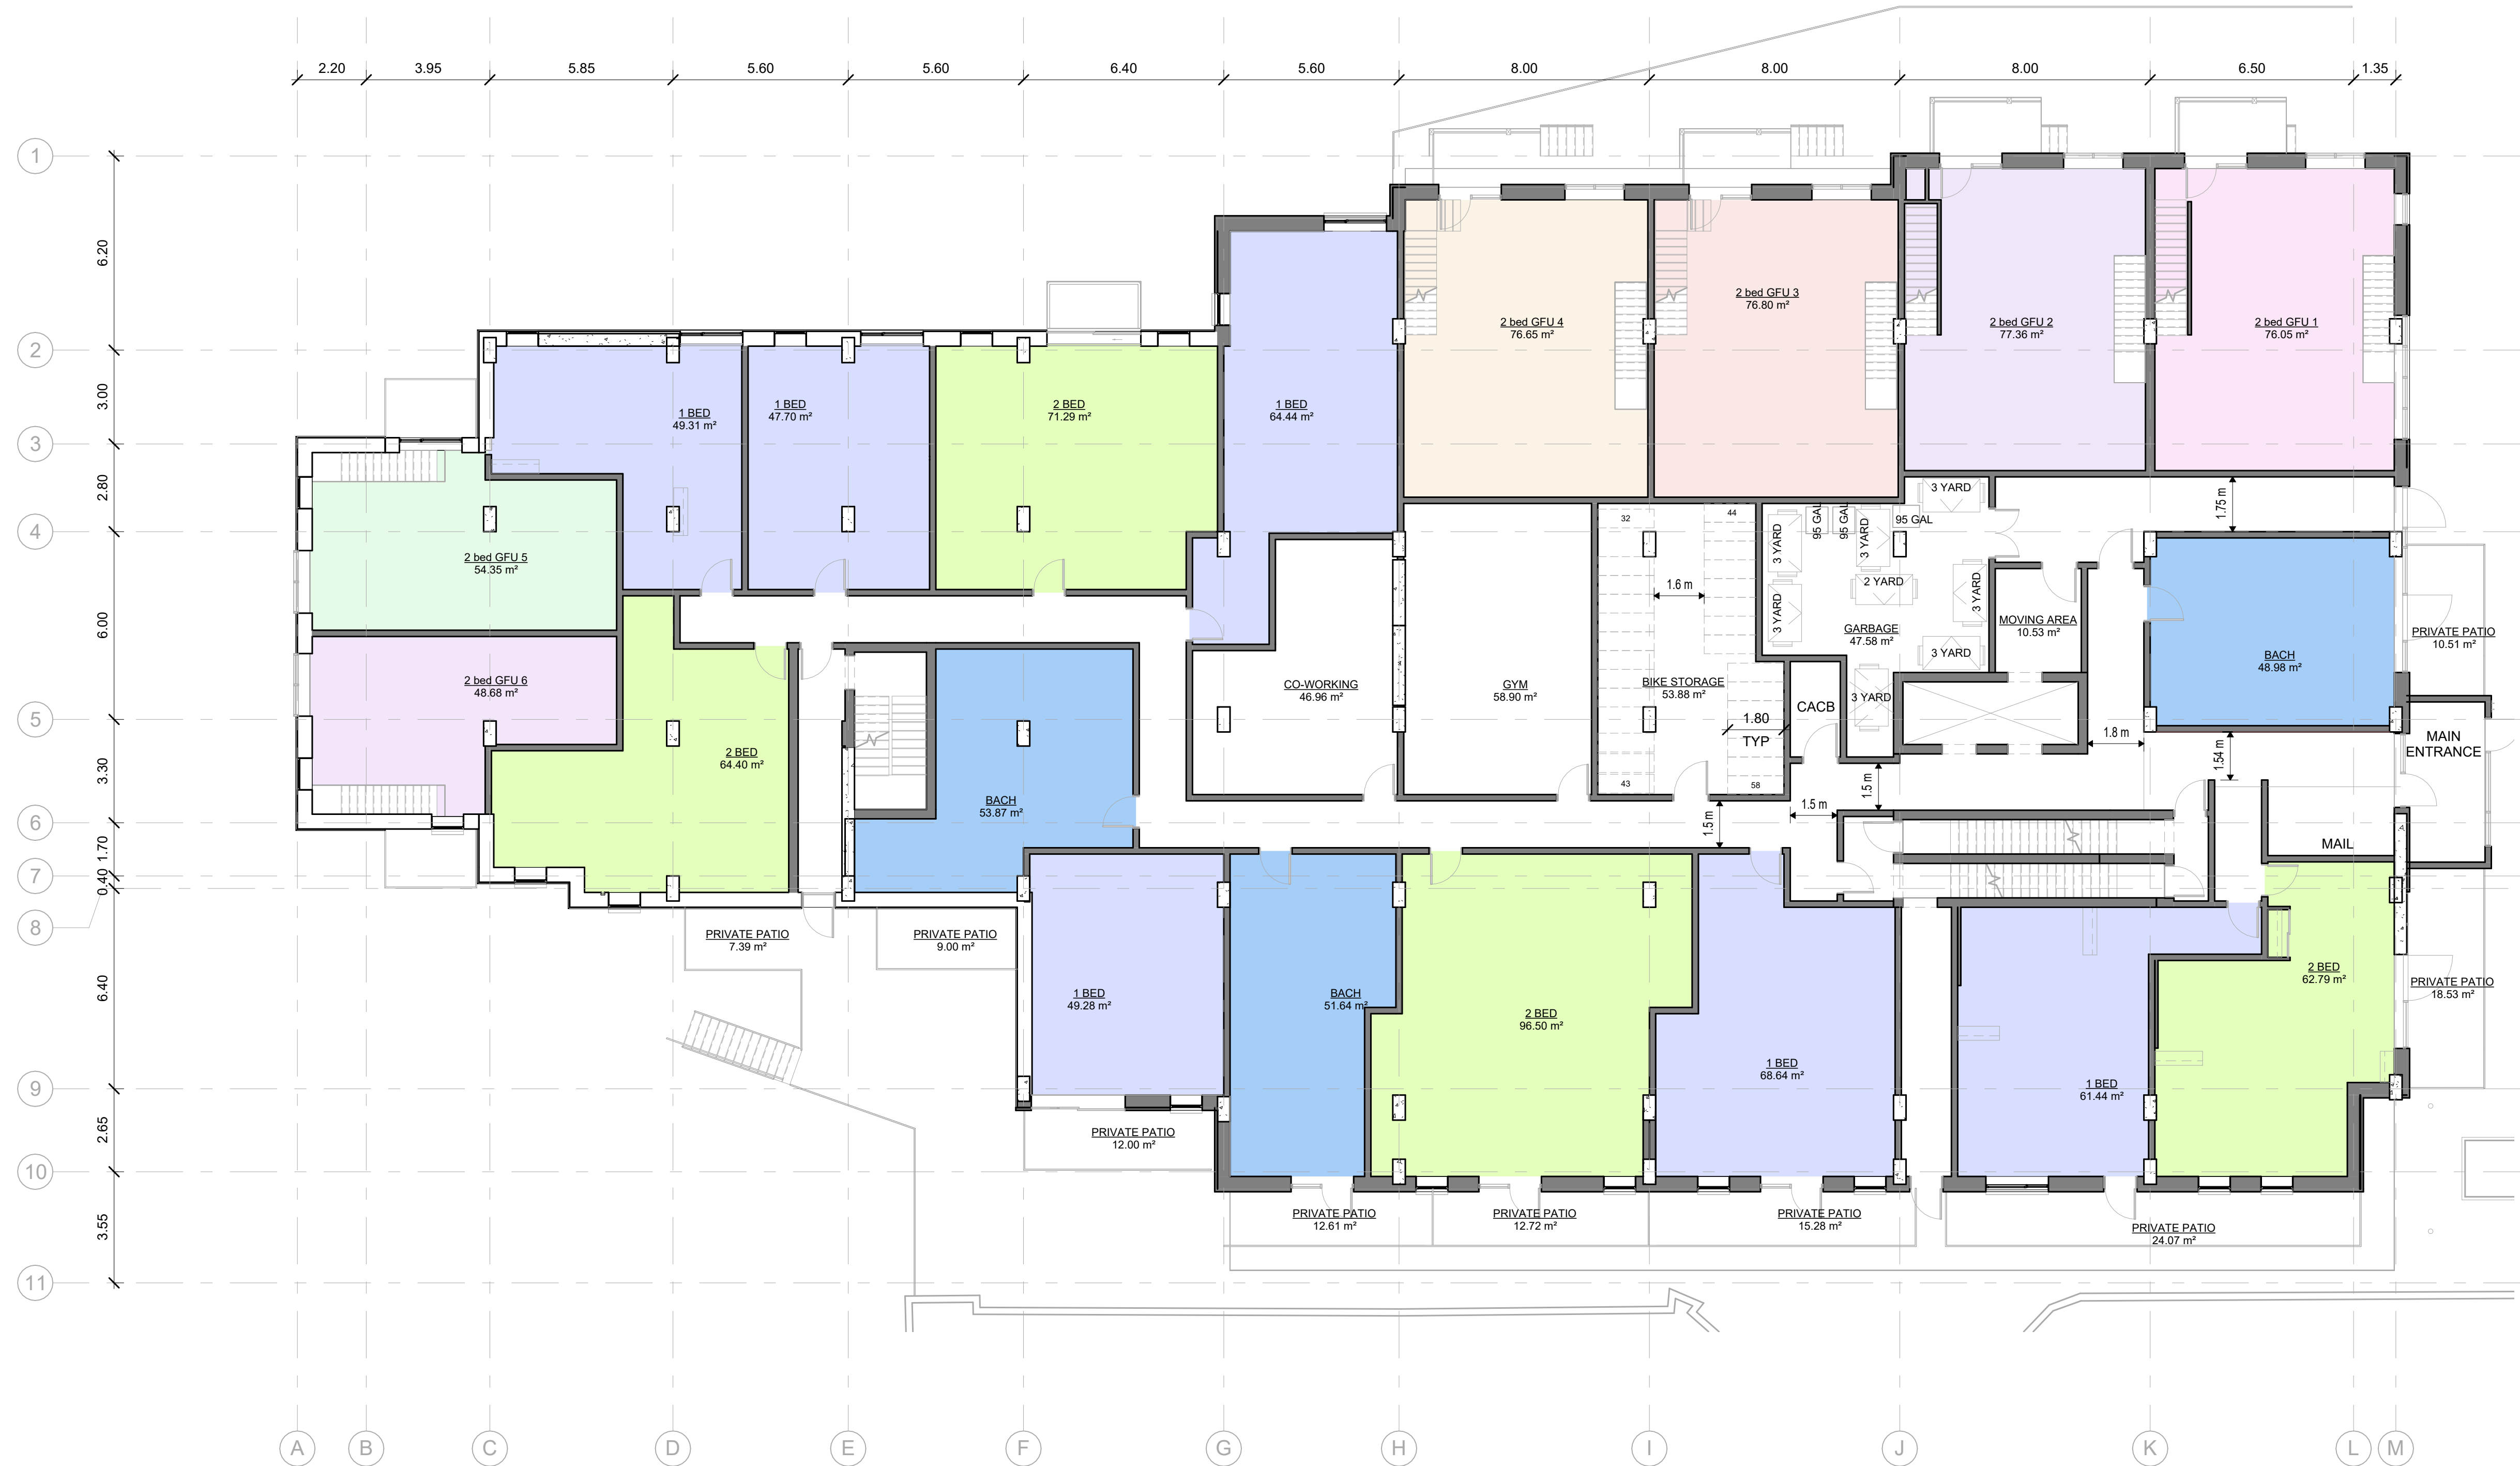 2.20 3.95 5.85 5.60 5.60 6.40 5.60 8.00 8.00 8.00 6.50 1.35
1
6.20
2
3.00
3
2.80
4
6.00
5
3.30
6
1.70
7
0.40
8
6.40
9
2.65
10
3.55
11
2 bed GFU 4
76.65 m²
2 bed GFU 3
76.80 m²
2 bed GFU 2
77.36 m²
2 bed GFU 1
76.05 m²
1 BED
49.31 m²
1 BED
47.70 m²
2 BED
71.29 m²
1 BED
64.44 m²
2 bed GFU 5
54.35 m²
2 bed GFU 6
48.68 m²
2 BED
64.40 m²
BACH
53.87 m²
CO-WORKING
46.96 m²
GYM
58.90 m²
32
44
1.6 m
BIKE STORAGE
53.88 m²
1.80
TYP
43
58
3 YARD
95 GAL
95 GAL
95 GAL
3 YARD
3 YARD
3 YARD
2 YARD
3 YARD
GARBAGE
47.58 m²
3 YARD
3 YARD
CACB
MOVING AREA
10.53 m²
1.75 m
BACH
48.98 m²
PRIVATE PATIO
10.51 m²
1.8 m
1.54 m
MAIN
ENTRANCE
1.5 m
1.5 m
1.5 m
MAIL
PRIVATE PATIO
7.39 m²
PRIVATE PATIO
9.00 m²
1 BED
49.28 m²
BACH
51.64 m²
2 BED
96.50 m²
1 BED
68.64 m²
1 BED
61.44 m²
2 BED
62.79 m²
PRIVATE PATIO
18.53 m²
PRIVATE PATIO
12.00 m²
PRIVATE PATIO
12.61 m²
PRIVATE PATIO
12.72 m²
PRIVATE PATIO
15.28 m²
PRIVATE PATIO
24.07 m²
A B C D E F G H I J K L M